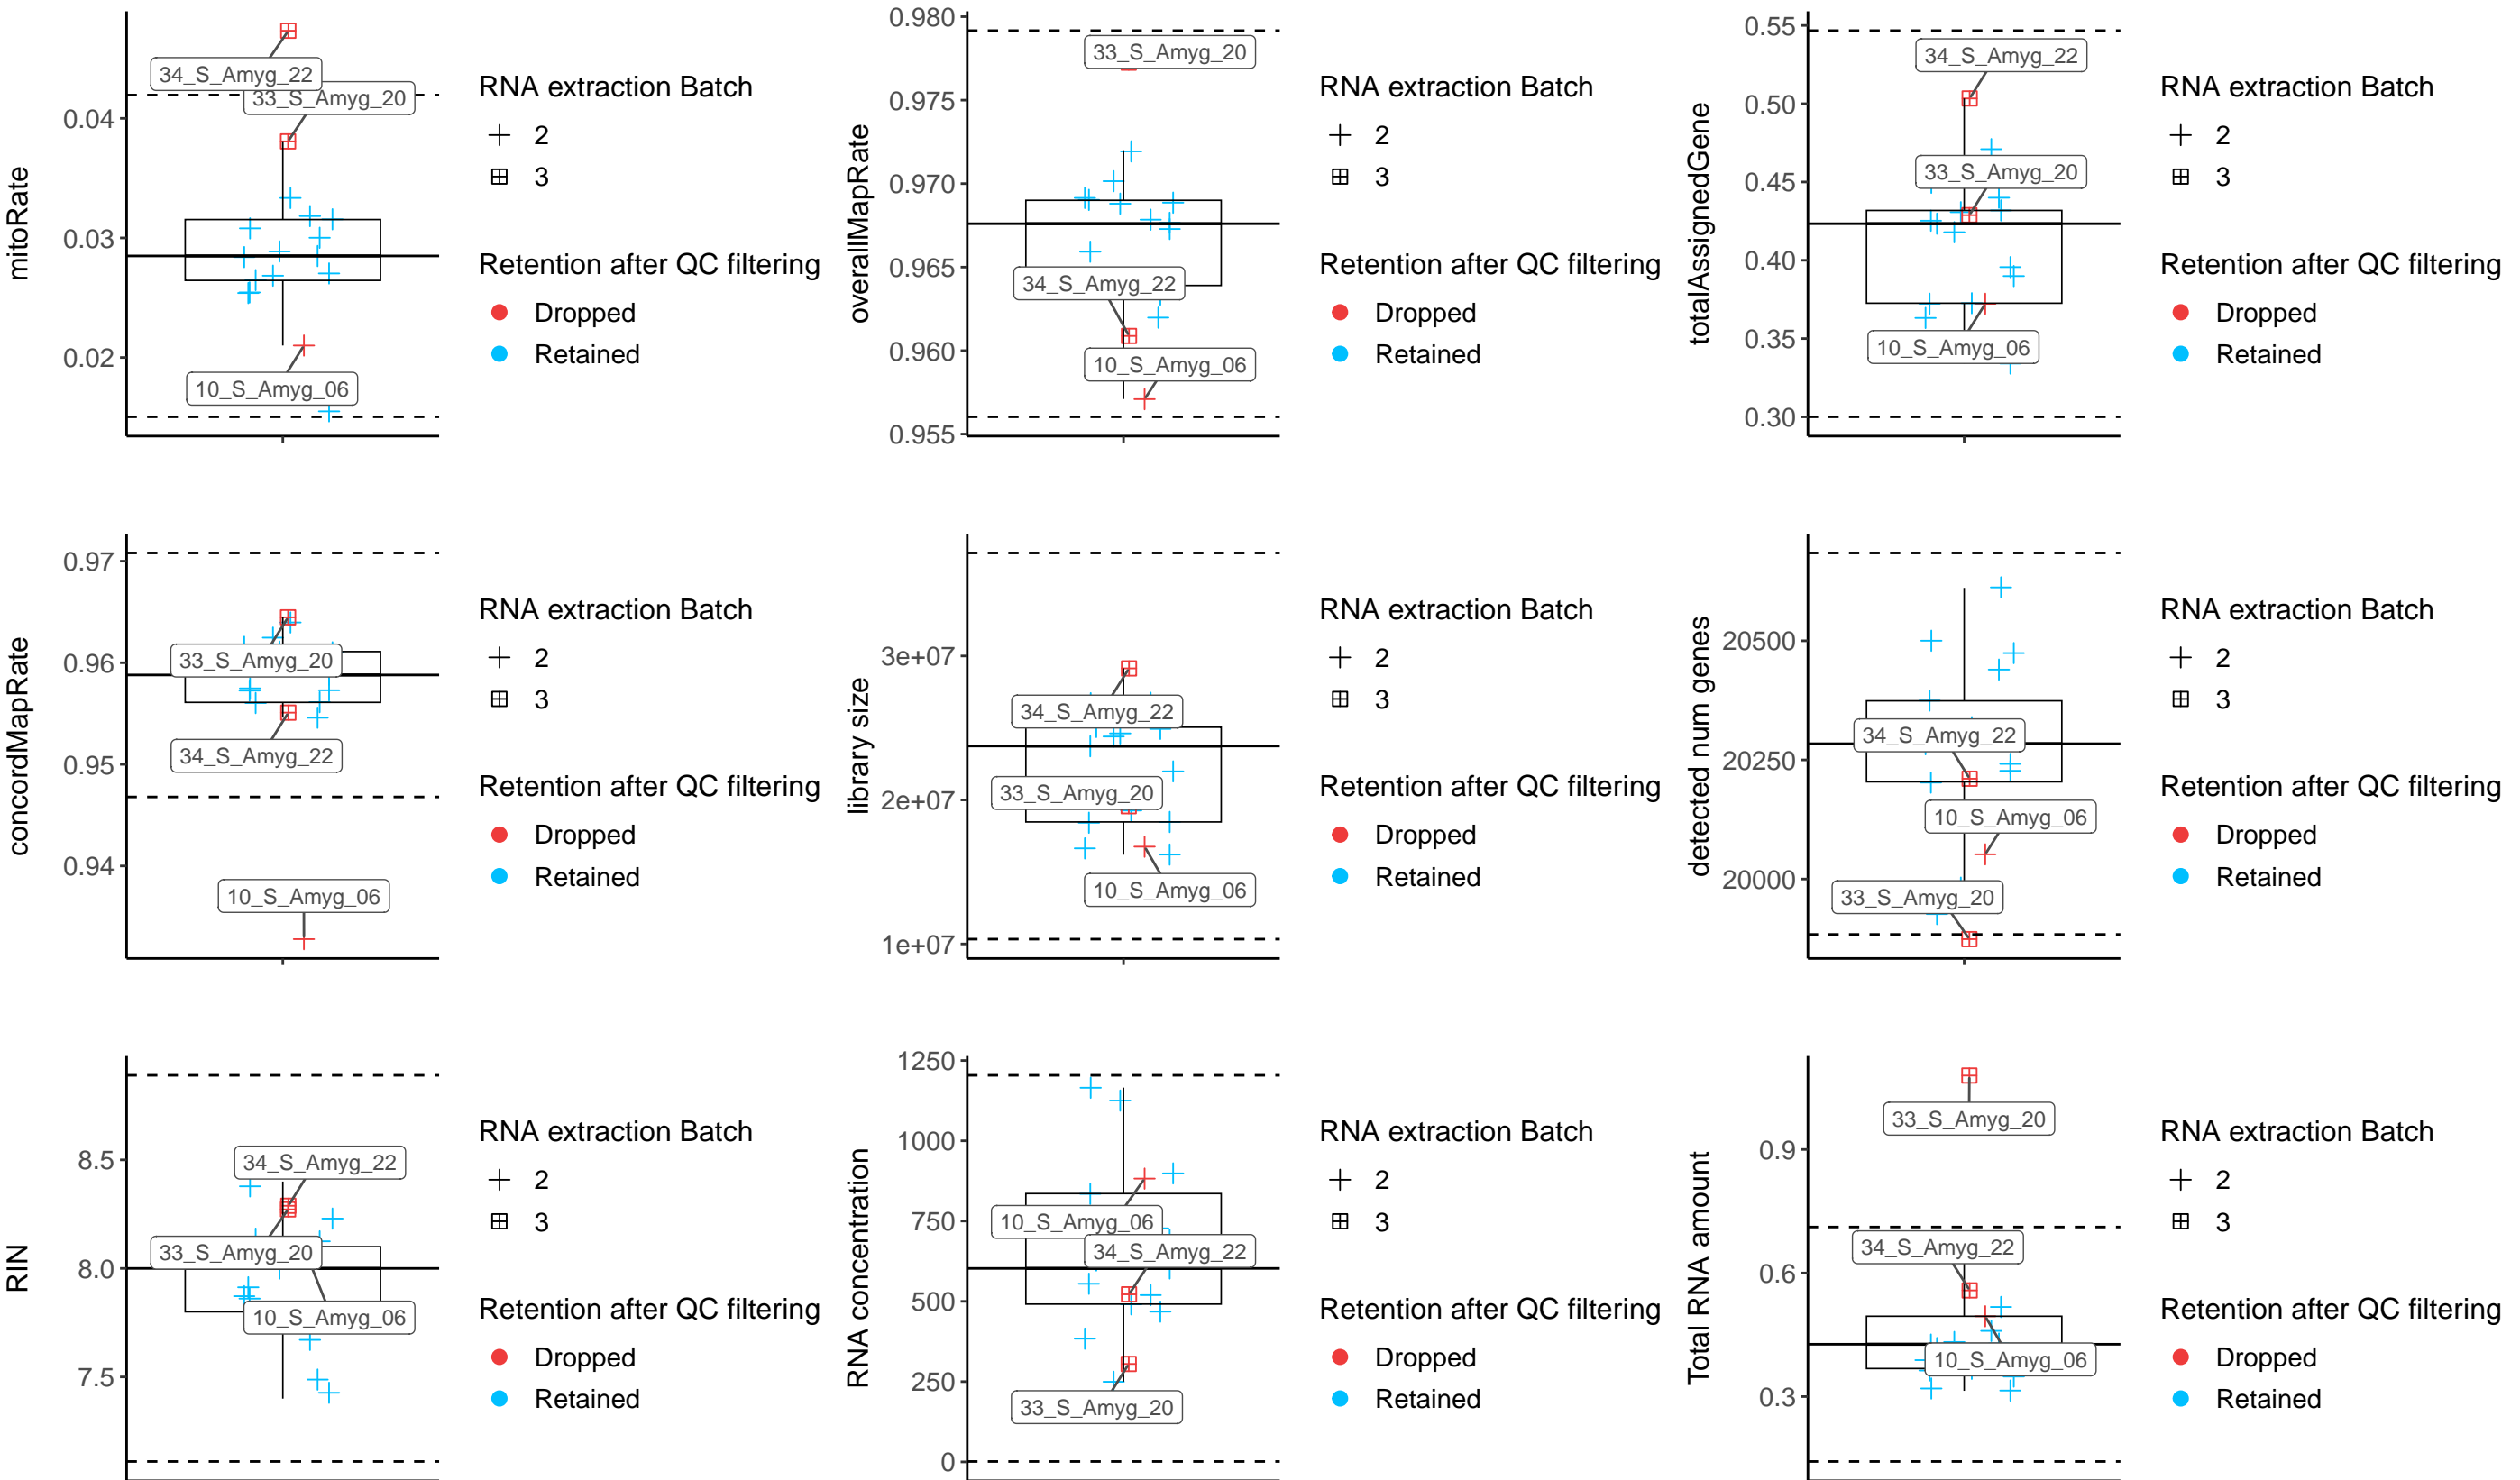 mitoRate
0.04
0.03
0.02
34_S_Amyg_22
33_S_Amyg_20
10_S_Amyg_06
RNA extraction Batch
2
3
Retention after QC filtering
Dropped
Retained
overallMapRate
0.980
0.975
0.970
0.965
0.960
0.955
33_S_Amyg_20
34_S_Amyg_22
10_S_Amyg_06
RNA extraction Batch
2
3
Retention after QC filtering
Dropped
Retained
totalAssignedGene
0.55
0.50
0.45
0.40
0.35
0.30
34_S_Amyg_22
33_S_Amyg_20
10_S_Amyg_06
RNA extraction Batch
2
3
Retention after QC filtering
Dropped
Retained
concordMapRate
0.97
0.96
0.95
0.94
33_S_Amyg_20
34_S_Amyg_22
10_S_Amyg_06
RNA extraction Batch
2
3
Retention after QC filtering
Dropped
Retained
library size
3e+07
2e+07
1e+07
34_S_Amyg_22
33_S_Amyg_20
10_S_Amyg_06
RNA extraction Batch
2
3
Retention after QC filtering
Dropped
Retained
detected num genes
20500
20250
20000
34_S_Amyg_22
10_S_Amyg_06
33_S_Amyg_20
RNA extraction Batch
2
3
Retention after QC filtering
Dropped
Retained
RIN
8.5
8.0
7.5
34_S_Amyg_22
33_S_Amyg_20
10_S_Amyg_06
RNA extraction Batch
2
3
Retention after QC filtering
Dropped
Retained
RNA concentration
1250
1000
750
500
250
0
10_S_Amyg_06
34_S_Amyg_22
33_S_Amyg_20
RNA extraction Batch
2
3
Retention after QC filtering
Dropped
Retained
Total RNA amount
0.9
0.6
0.3
33_S_Amyg_20
34_S_Amyg_22
10_S_Amyg_06
RNA extraction Batch
2
3
Retention after QC filtering
Dropped
Retained